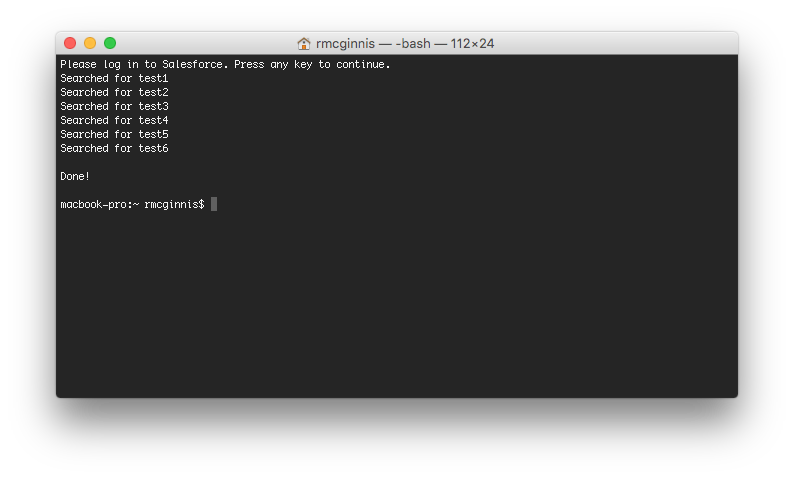 rmcginnis — -bash — 112×24
Please log in to Salesforce. Press any key to continue.
Searched for test1
Searched for test2
Searched for test3
Searched for test4
Searched for test5
Searched for test6
Done!
macbook-pro:~ rmcginnis$